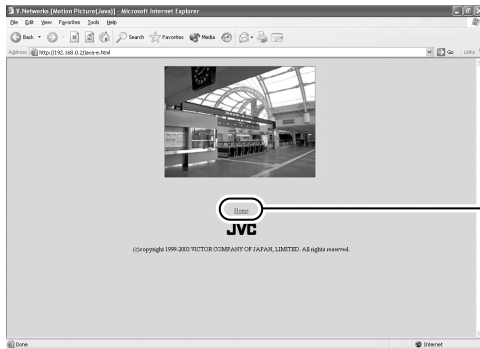 V.Networks [Motion Picture(Java)] - Microsoft Internet Explorer
File Edit View Favorites Tools Help
Back Search Favorites Media
Address http://192.168.0.2/java-e.html Go Links
Home
JVC
(c)copyright 1999-2003 VICTOR COMPANY OF JAPAN, LIMITED. All rights reserved.
Done Internet